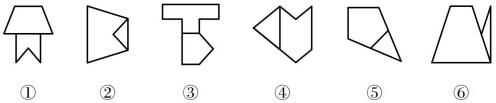 ① ② ③ ④ ⑤ ⑥